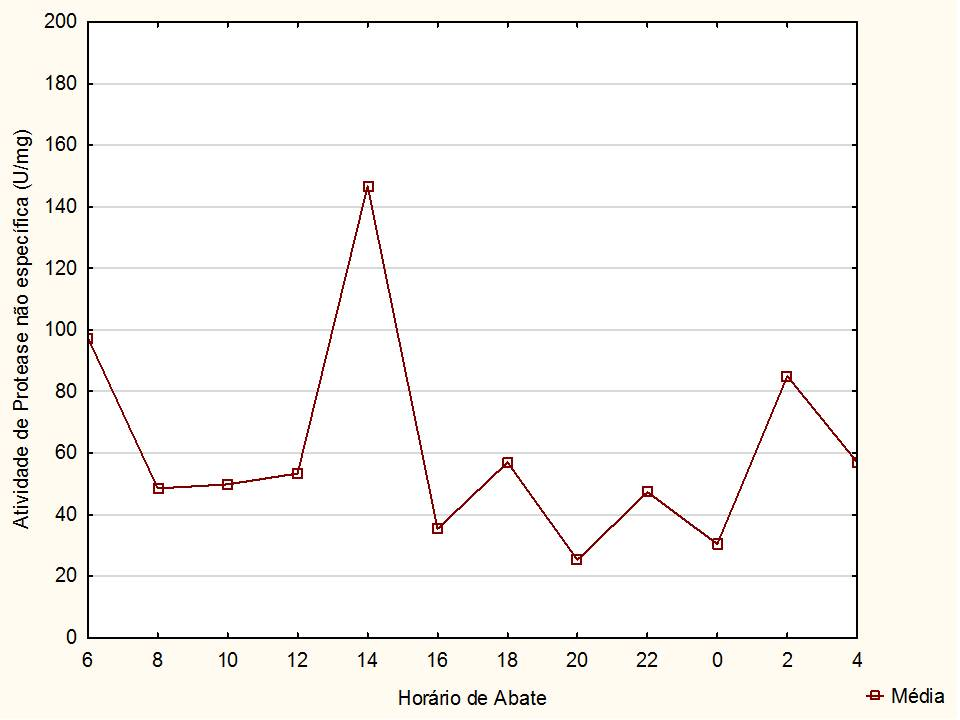 200
180
160
140
120
100
80
60
40
20
0
Atividade de Protease não específica (U/mg)
6 8 10 12 14 16 18 20 22 0 2 4
Horário de Abate
Média